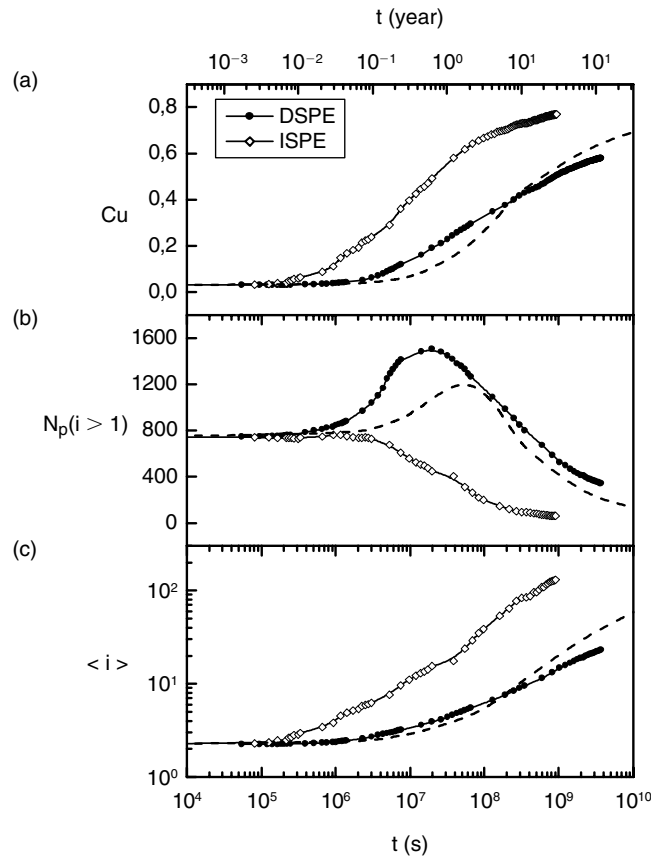 t (year)
10⁻³ 10⁻² 10⁻¹ 10⁰ 10¹ 10¹
(a)
0,8
0,6
0,4
0,2
0,0
Cu
DSPE
ISPE
(b)
1600
1200
800
400
0
Nₚ(i > 1)
(c)
10²
10¹
10⁰
< i >
10⁴ 10⁵ 10⁶ 10⁷ 10⁸ 10⁹ 10¹⁰
t (s)